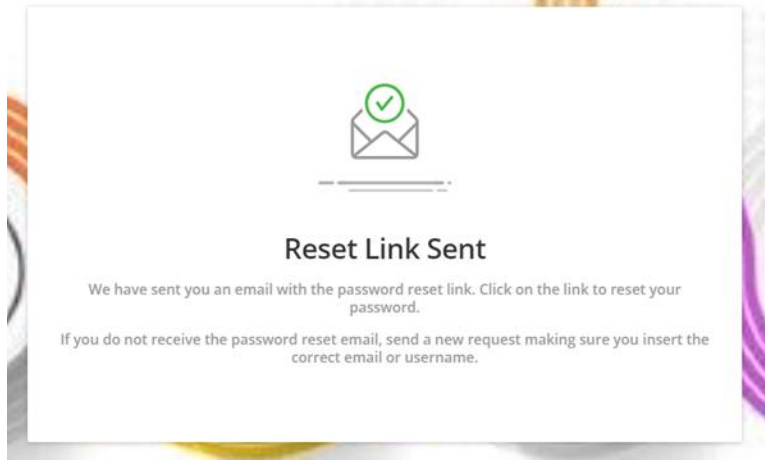 Reset Link Sent
We have sent you an email with the password reset link. Click on the link to reset your
password.
If you do not receive the password reset email, send a new request making sure you insert the
correct email or username.